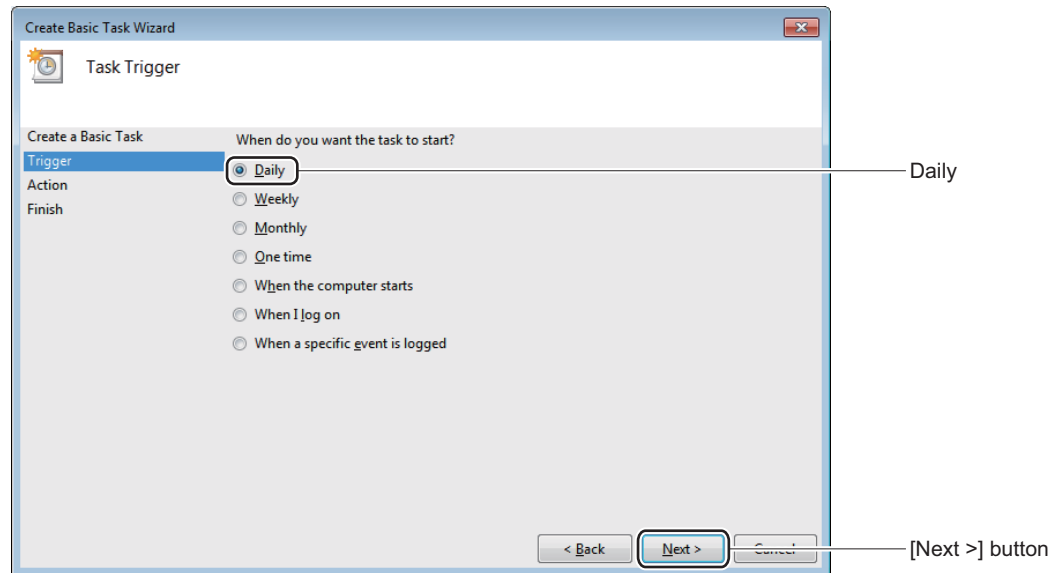 Create Basic Task Wizard
Task Trigger
Create a Basic Task
When do you want the task to start?
Trigger
Daily
Daily
Action
Weekly
Finish
Monthly
One time
When the computer starts
When I log on
When a specific event is logged
< Back
Next >
Cancel
[Next >] button